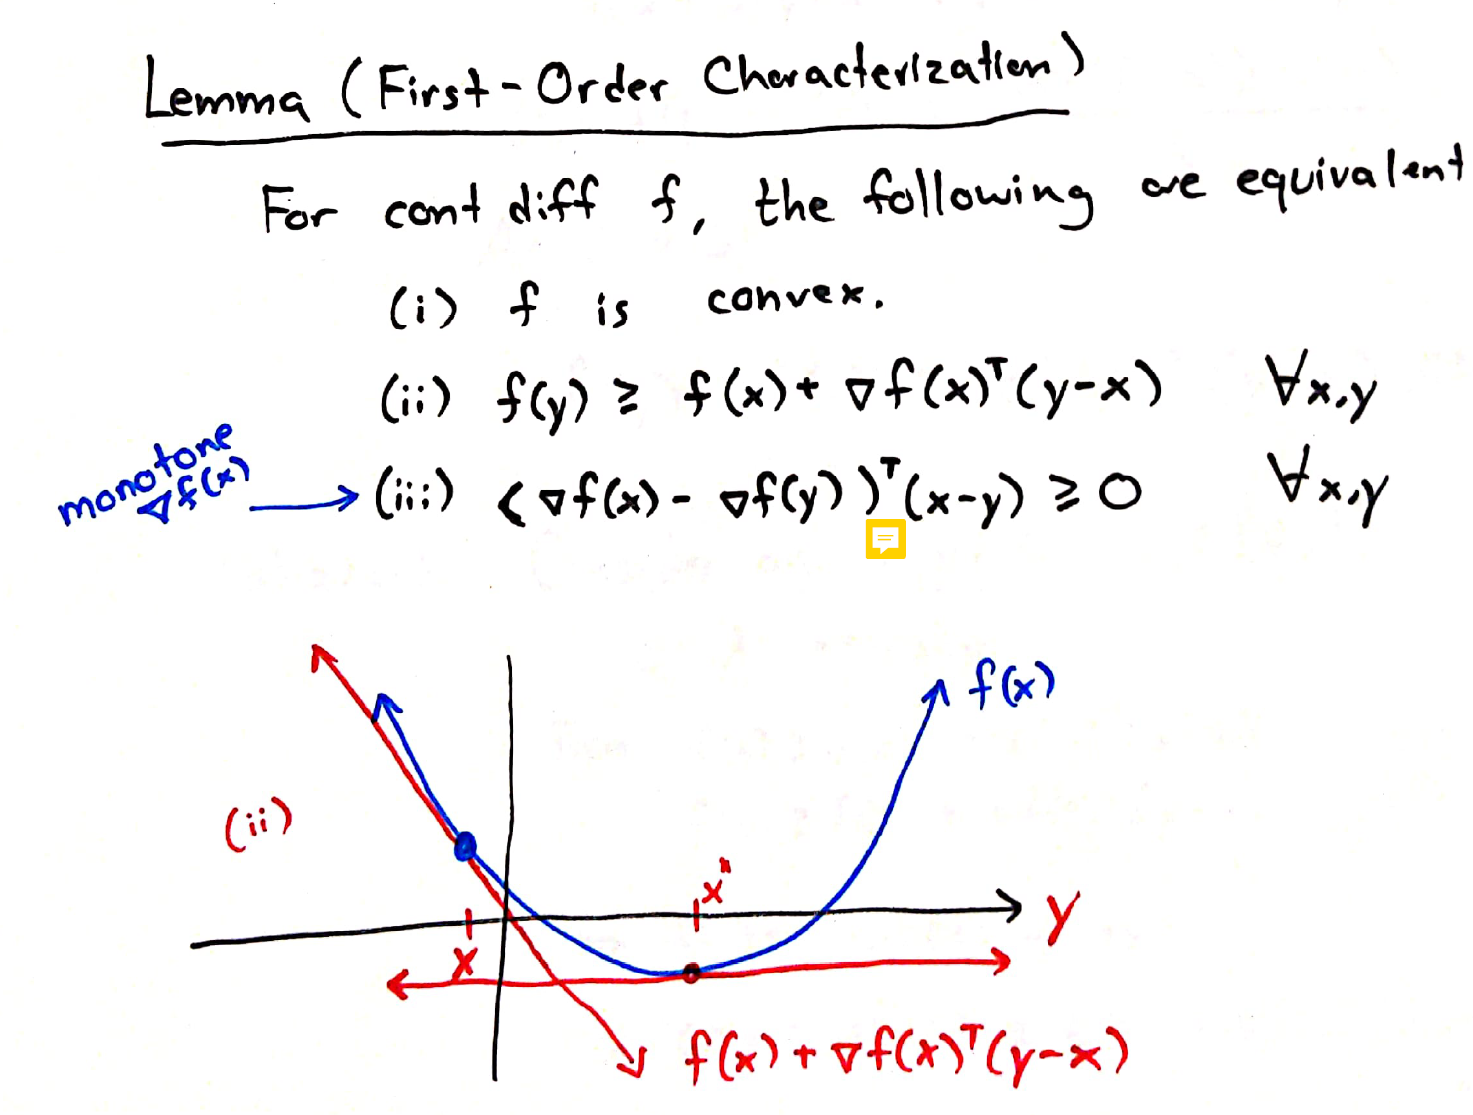 Lemma (First-Order Characterization)
For cont diff f, the following are equivalent
(i) f is convex.
(ii) f(y) ≥ f(x) + ∇f(x)ᵀ(y-x) ∀x,y
monotone
∇f(x)
(iii) (∇f(x) - ∇f(y))ᵀ(x-y) ≥ 0 ∀x,y
f(x)
(ii)
x*
y
x
f(x) + ∇f(x)ᵀ(y-x)